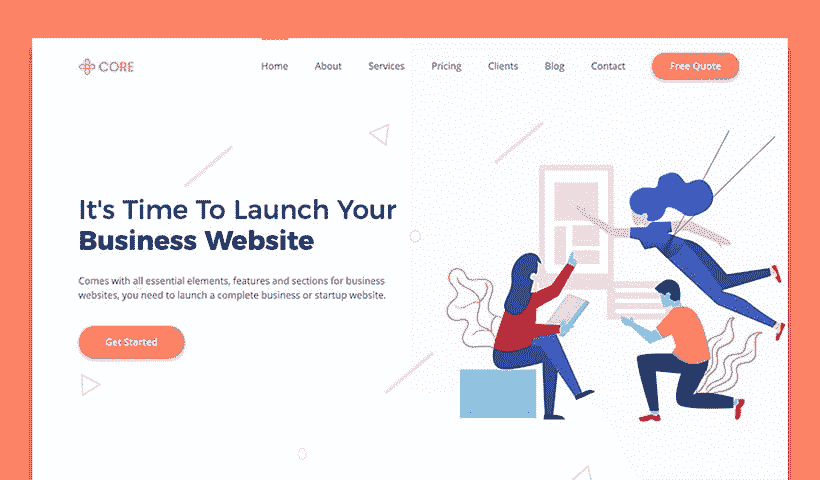 CORE
Home About Services Pricing Clients Blog Contact Free Quote
It's Time To Launch Your
Business Website
Comes with all essential elements, features and sections for business
websites, you need to launch a complete business or startup website.
Get Started